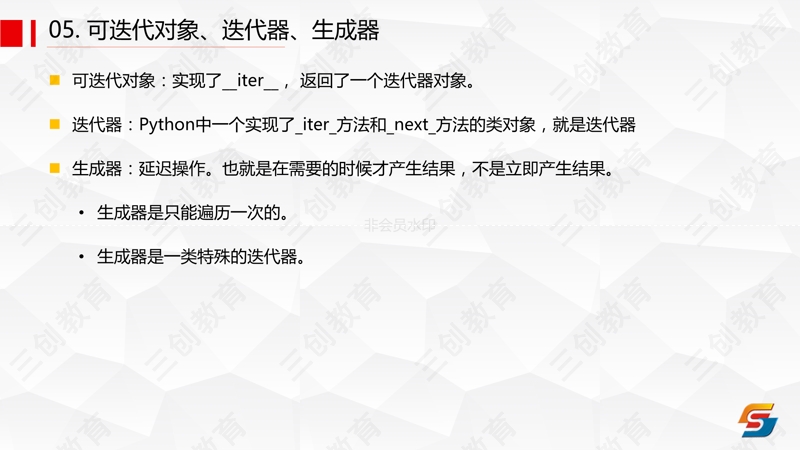 05. 可迭代对象、迭代器、生成器
可迭代对象：实现了__iter__， 返回了一个迭代器对象。
迭代器：Python中一个实现了_iter_方法和_next_方法的类对象，就是迭代器
生成器：延迟操作。也就是在需要的时候才产生结果，不是立即产生结果。
• 生成器是只能遍历一次的。
非会员水印
• 生成器是一类特殊的迭代器。
三创教育